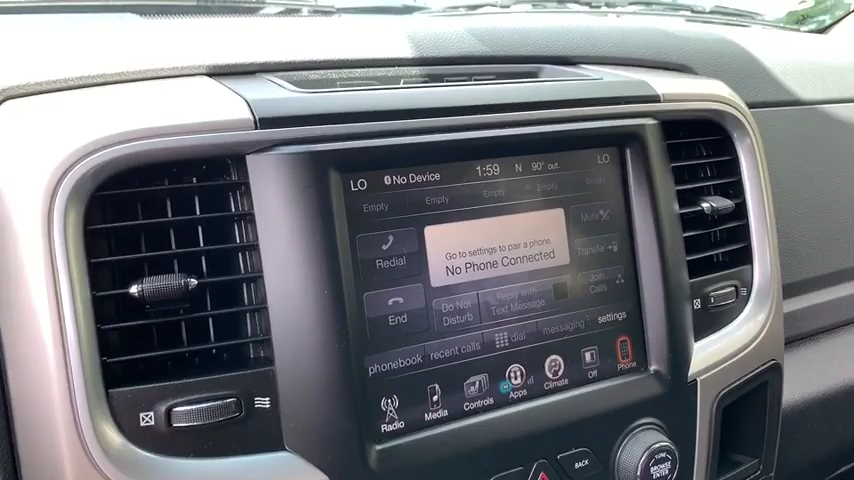 LO No Device 1:59 N 90° out. LO
Empty Empty Empty Empty Empty
Redial
Go to settings to pair a phone.
No Phone Connected
Mute
Transfer
End
Do Not
Disturb
Reply with
Text Message
Join
Calls
phonebook recent calls dial messaging settings
Radio Media Controls Apps Climate Off Phone
BACK
TUNE
BROWSE
ENTER